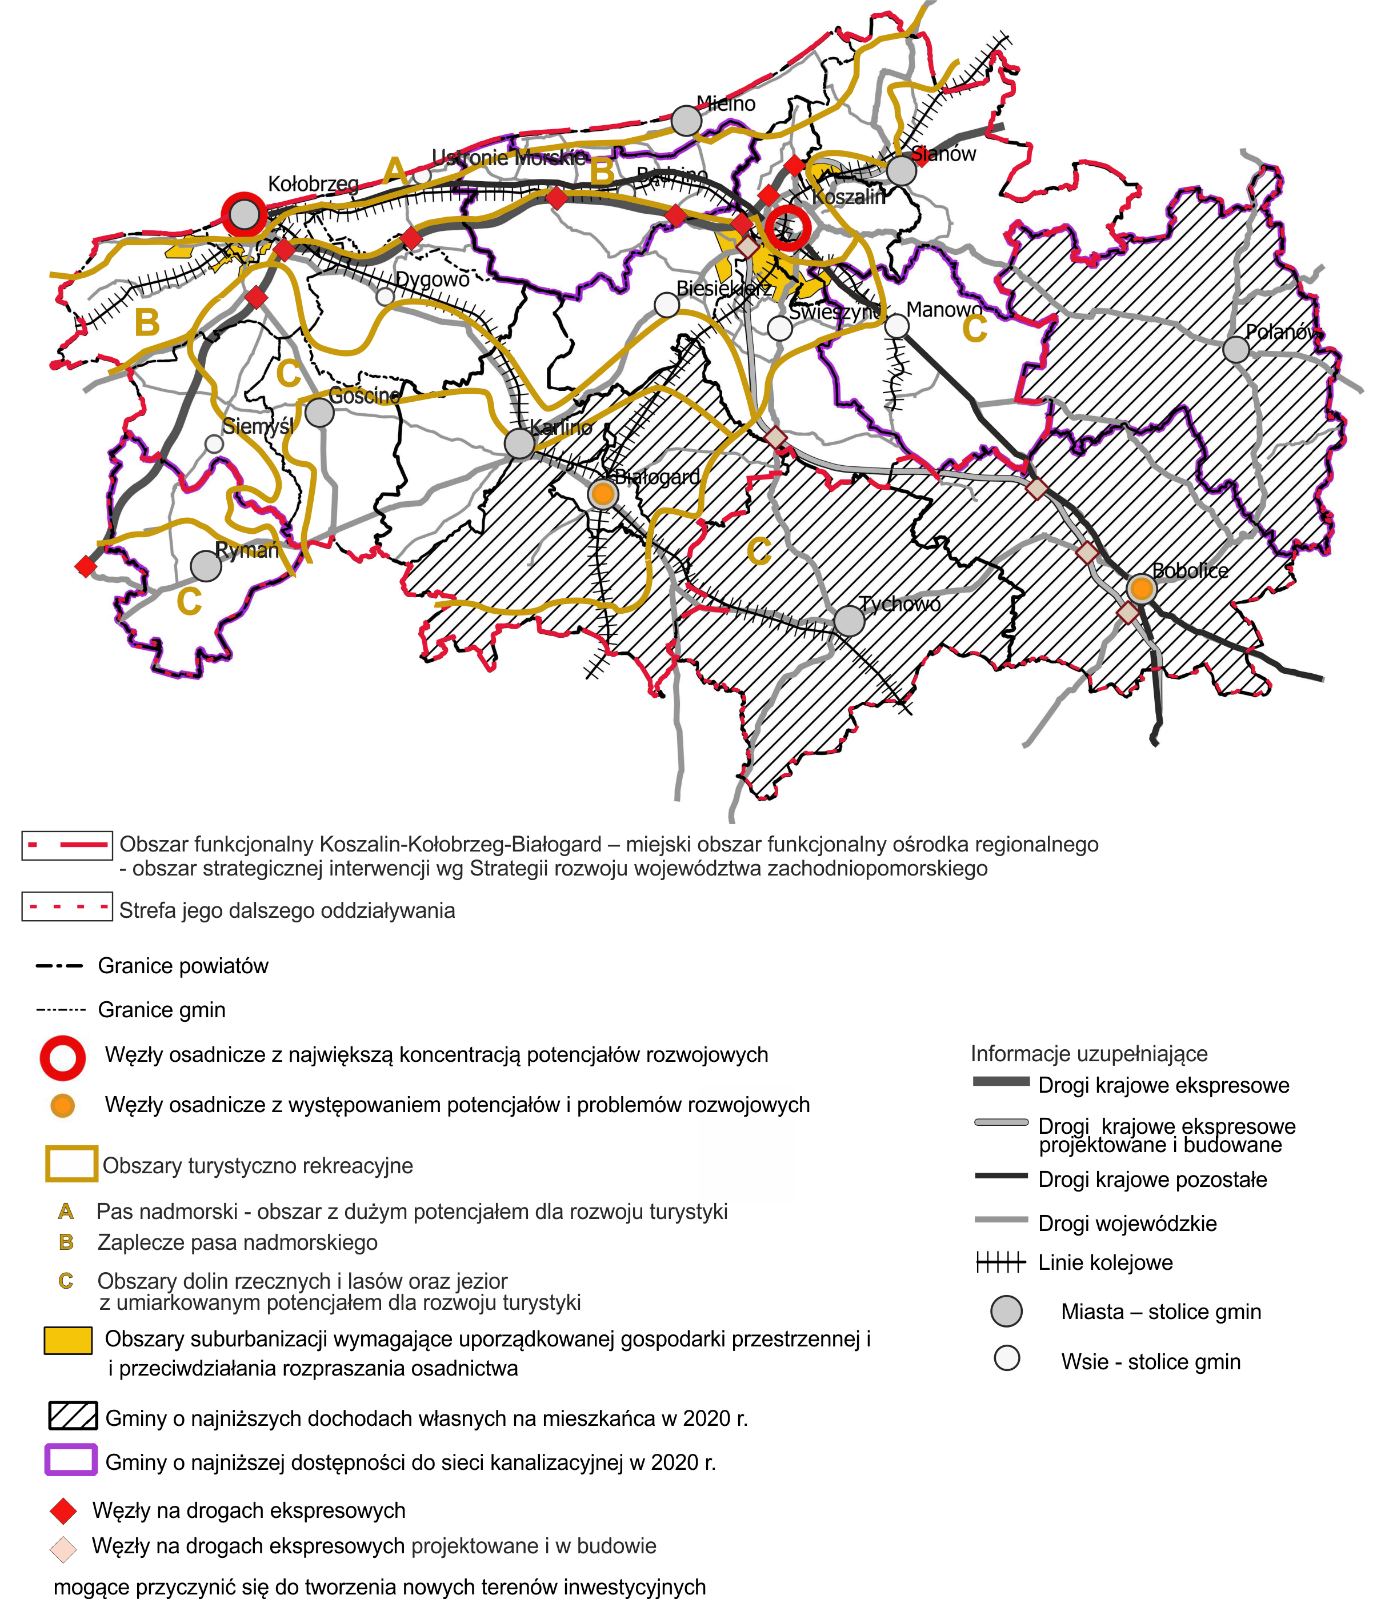 Mielno
Sianów
A
Ustronie Morskie
B
Będzino
Kołobrzeg
Koszalin
Dygowo
Biesiekierz
Świeszyno
Manowo
C
B
Polanów
C
Gościno
Siemyśl
Karlino
Białogard
Rymań
C
C
Bobolice
Tychowo
Obszar funkcjonalny Koszalin-Kołobrzeg-Białogard – miejski obszar funkcjonalny ośrodka regionalnego
- obszar strategicznej interwencji wg Strategii rozwoju województwa zachodniopomorskiego
Strefa jego dalszego oddziaływania
Granice powiatów
Granice gmin
Węzły osadnicze z największą koncentracją potencjałów rozwojowych
Węzły osadnicze z występowaniem potencjałów i problemów rozwojowych
Obszary turystyczno rekreacyjne
A Pas nadmorski - obszar z dużym potencjałem dla rozwoju turystyki
B Zaplecze pasa nadmorskiego
C Obszary dolin rzecznych i lasów oraz jezior
z umiarkowanym potencjałem dla rozwoju turystyki
Obszary suburbanizacji wymagające uporządkowanej gospodarki przestrzennej i
i przeciwdziałania rozpraszania osadnictwa
Gminy o najniższych dochodach własnych na mieszkańca w 2020 r.
Gminy o najniższej dostępności do sieci kanalizacyjnej w 2020 r.
Węzły na drogach ekspresowych
Węzły na drogach ekspresowych projektowane i w budowie
mogące przyczynić się do tworzenia nowych terenów inwestycyjnych
Informacje uzupełniające
Drogi krajowe ekspresowe
Drogi krajowe ekspresowe
projektowane i budowane
Drogi krajowe pozostałe
Drogi wojewódzkie
Linie kolejowe
Miasta – stolice gmin
Wsie - stolice gmin